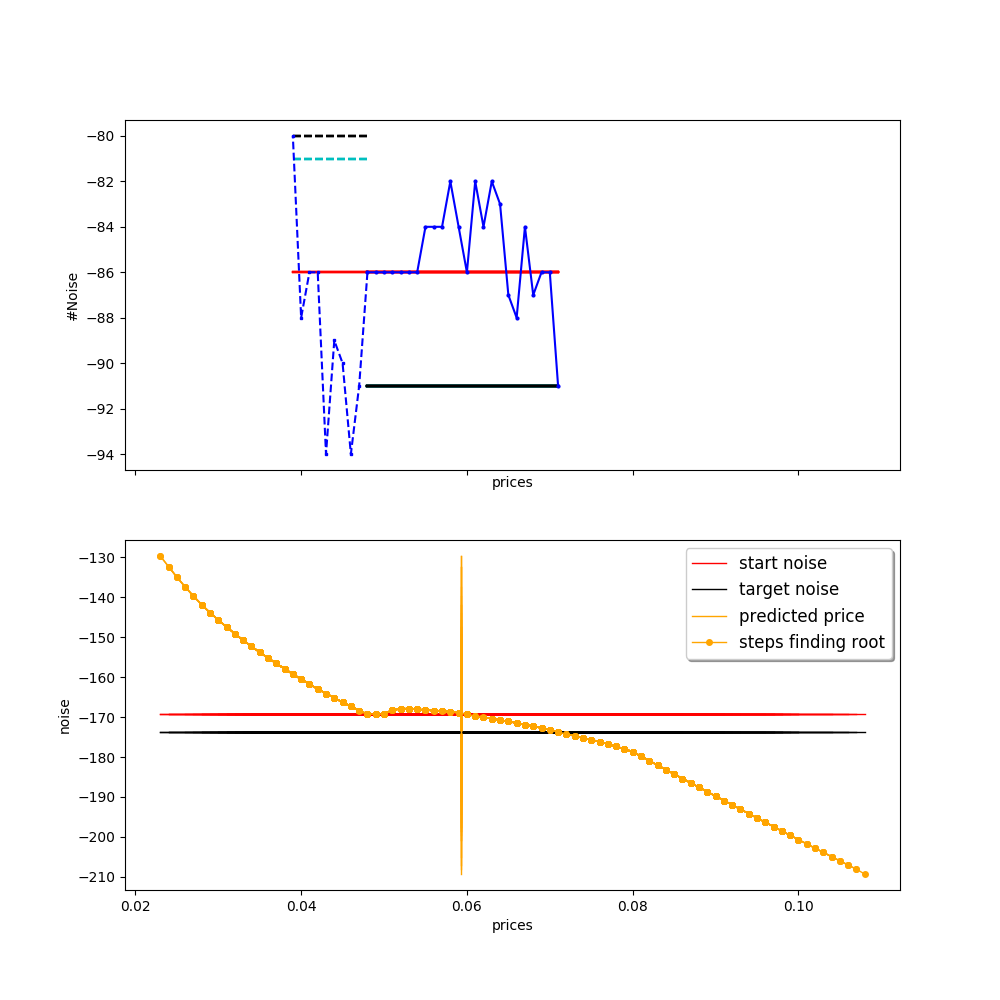 #Noise
−80
−82
−84
−86
−88
−90
−92
−94
prices
noise
−130
−140
−150
−160
−170
−180
−190
−200
−210
start noise
target noise
predicted price
steps finding root
0.02 0.04 0.06 0.08 0.10
prices